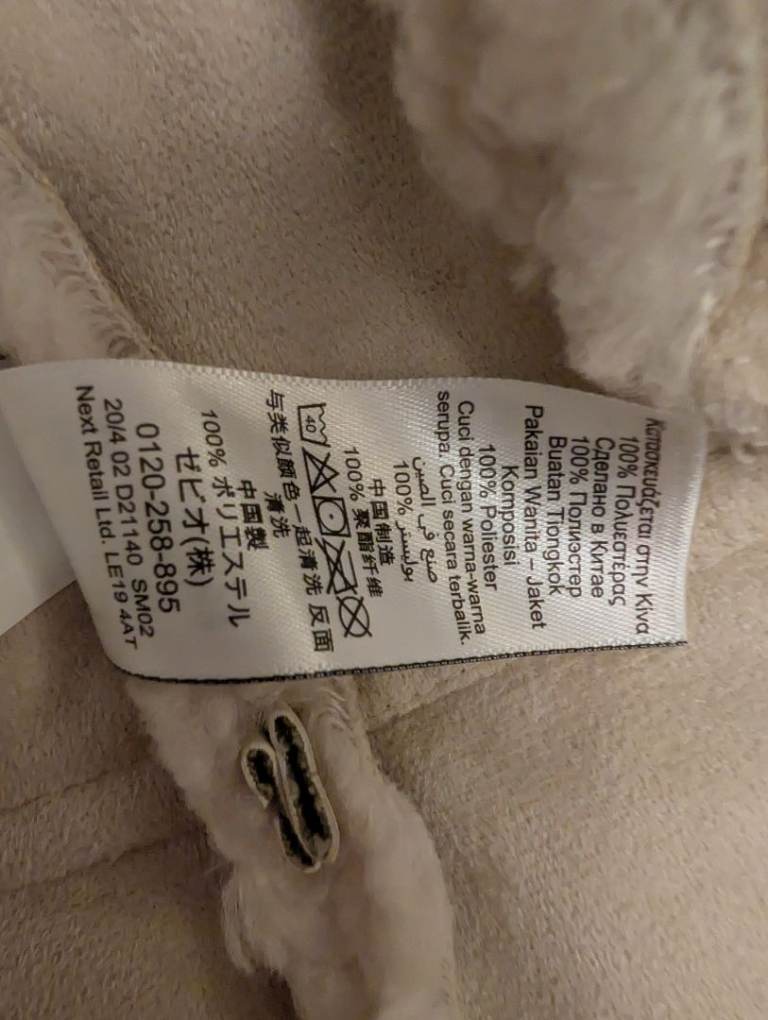 Κατασκευάζεται στην Κίνα
100% Πολυεστέρας
Сделано в Китае
100% Полиэстер
Buatan Tiongkok
Pakaian Wanita – Jaket
Komposisi
100% Poliester
Cuci dengan warna-warna
serupa. Cuci secara terbalik.
صنع في الصين
100% بوليستر
中国制造
100% 聚酯纤维
40
与类似颜色一起清洗 反面
清洗
中国製
100% ポリエステル
ゼビオ(株)
0120-258-895
20/4 02 D21140 SM02
Next Retail Ltd. LE19 4AT